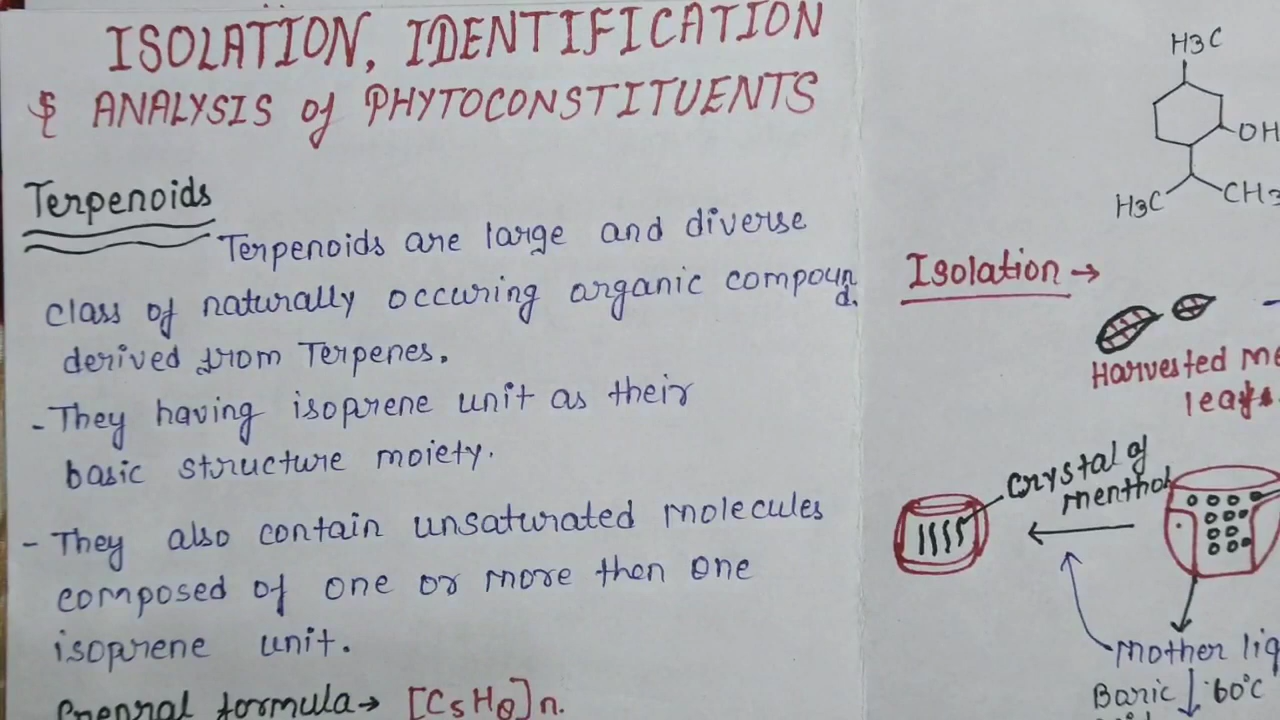 ISOLATION, IDENTIFICATION
& ANALYSIS of PHYTOCONSTITUENTS
Terpenoids
Terpenoids are large and diverse
class of naturally occuring organic compound.
derived from Terpenes.
- They having isoprene unit as their
basic structure moiety.
- They also contain unsaturated molecules
composed of one or more then one
isoprene unit.
formula → [C5H8]n.
H3C
OH
H3C
CH3
Isolation →
Harvested
leafs
Crystal of
menthol
Mother
60°C